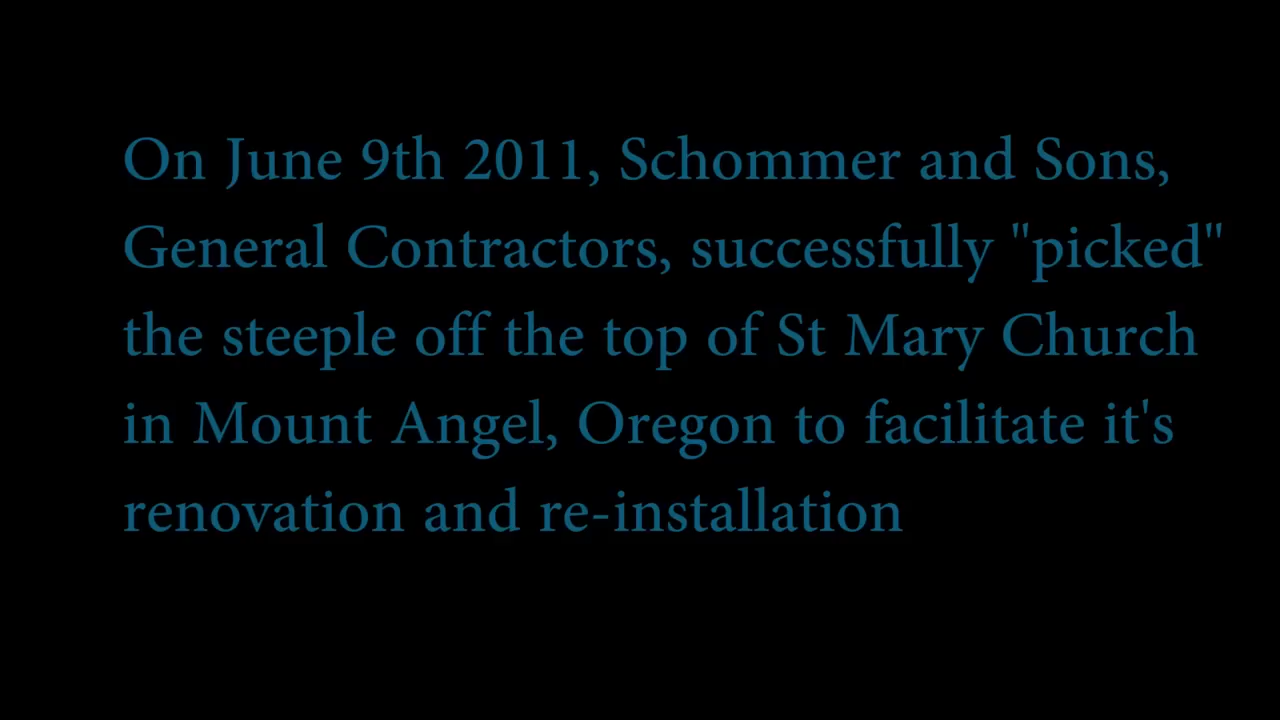 On June 9th 2011, Schommer and Sons,
General Contractors, successfully "picked"
the steeple off the top of St Mary Church
in Mount Angel, Oregon to facilitate it's
renovation and re-installation